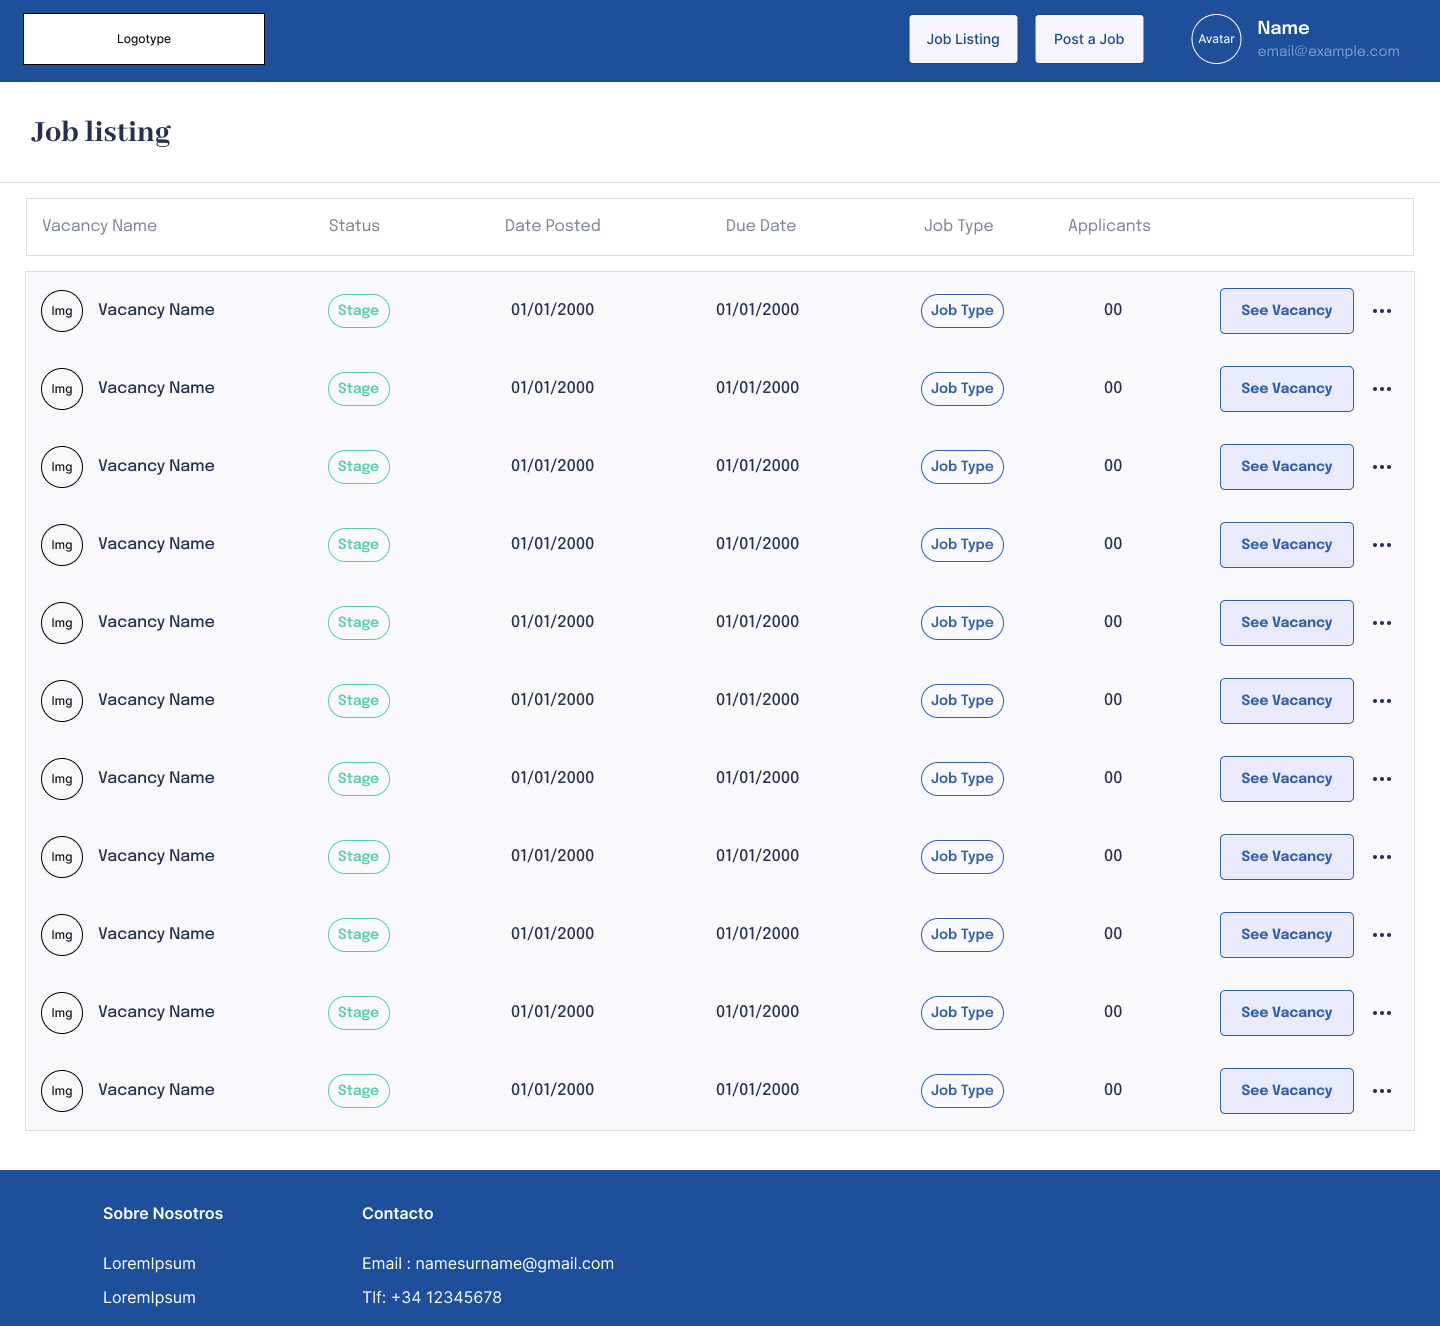 Logotype
Job Listing
Post a Job
Avatar
Name
email@example.com
Job listing
Vacancy Name Status Date Posted Due Date Job Type Applicants
Img Vacancy Name Stage 01/01/2000 01/01/2000 Job Type 00 See Vacancy
Img Vacancy Name Stage 01/01/2000 01/01/2000 Job Type 00 See Vacancy
Img Vacancy Name Stage 01/01/2000 01/01/2000 Job Type 00 See Vacancy
Img Vacancy Name Stage 01/01/2000 01/01/2000 Job Type 00 See Vacancy
Img Vacancy Name Stage 01/01/2000 01/01/2000 Job Type 00 See Vacancy
Img Vacancy Name Stage 01/01/2000 01/01/2000 Job Type 00 See Vacancy
Img Vacancy Name Stage 01/01/2000 01/01/2000 Job Type 00 See Vacancy
Img Vacancy Name Stage 01/01/2000 01/01/2000 Job Type 00 See Vacancy
Img Vacancy Name Stage 01/01/2000 01/01/2000 Job Type 00 See Vacancy
Img Vacancy Name Stage 01/01/2000 01/01/2000 Job Type 00 See Vacancy
Img Vacancy Name Stage 01/01/2000 01/01/2000 Job Type 00 See Vacancy
Sobre Nosotros
LoremIpsum
LoremIpsum
Contacto
Email : namesurname@gmail.com
Tlf: +34 12345678